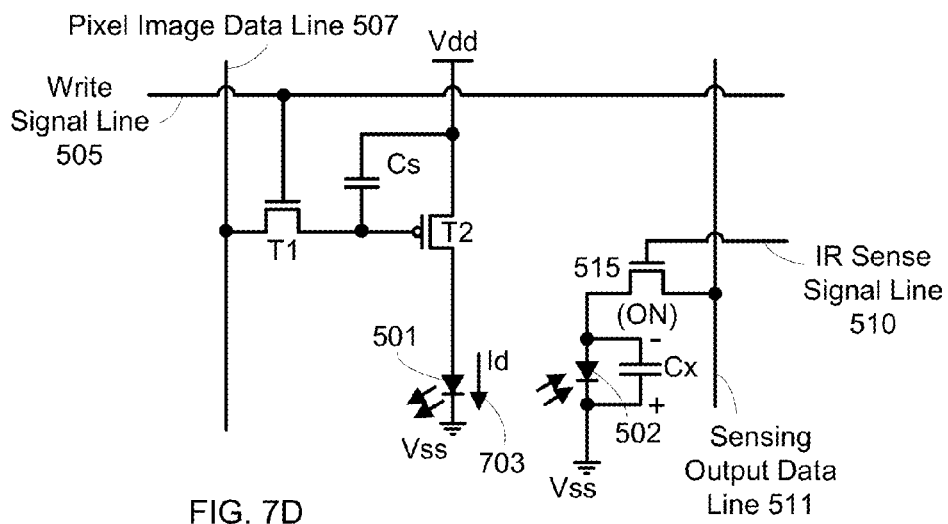 Pixel Image Data Line 507
Vdd
Write
Signal Line
505
Cs
T1
T2
515
(ON)
IR Sense
Signal Line
510
501
Id
-
Cx
+
502
Vss
703
Vss
Sensing
Output Data
Line 511
FIG. 7D